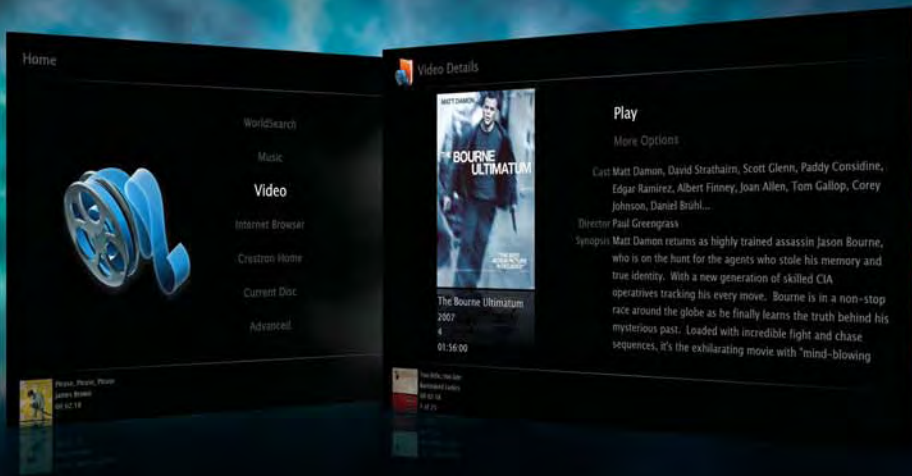 Home
WorldSearch
Music
Video
Internet Browser
Crestron Home
Current Disc
Advanced
Please, Please, Please
James Brown
Video Details
MATT DAMON
THE BOURNE
ULTIMATUM
The Bourne Ultimatum
2007
4
01:56:00
Play
More Options
Cast Matt Damon, David Strathairn, Scott Glenn, Paddy Considine,
Edgar Ramirez, Albert Finney, Joan Allen, Tom Gallop, Corey
Johnson, Daniel Brühl...
Director Paul Greengrass
Synopsis Matt Damon returns as highly trained assassin Jason Bourne,
who is on the hunt for the agents who stole his memory and
true identity. With a new generation of skilled CIA
operatrives tracking his every move. Bourne is in a non-stop
race around the globe as he finally learns the truth behind his
mysterious past. Loaded with incredible fight and chase
sequences, it's the exhilarating movie with "mind-blowing
1 of 25